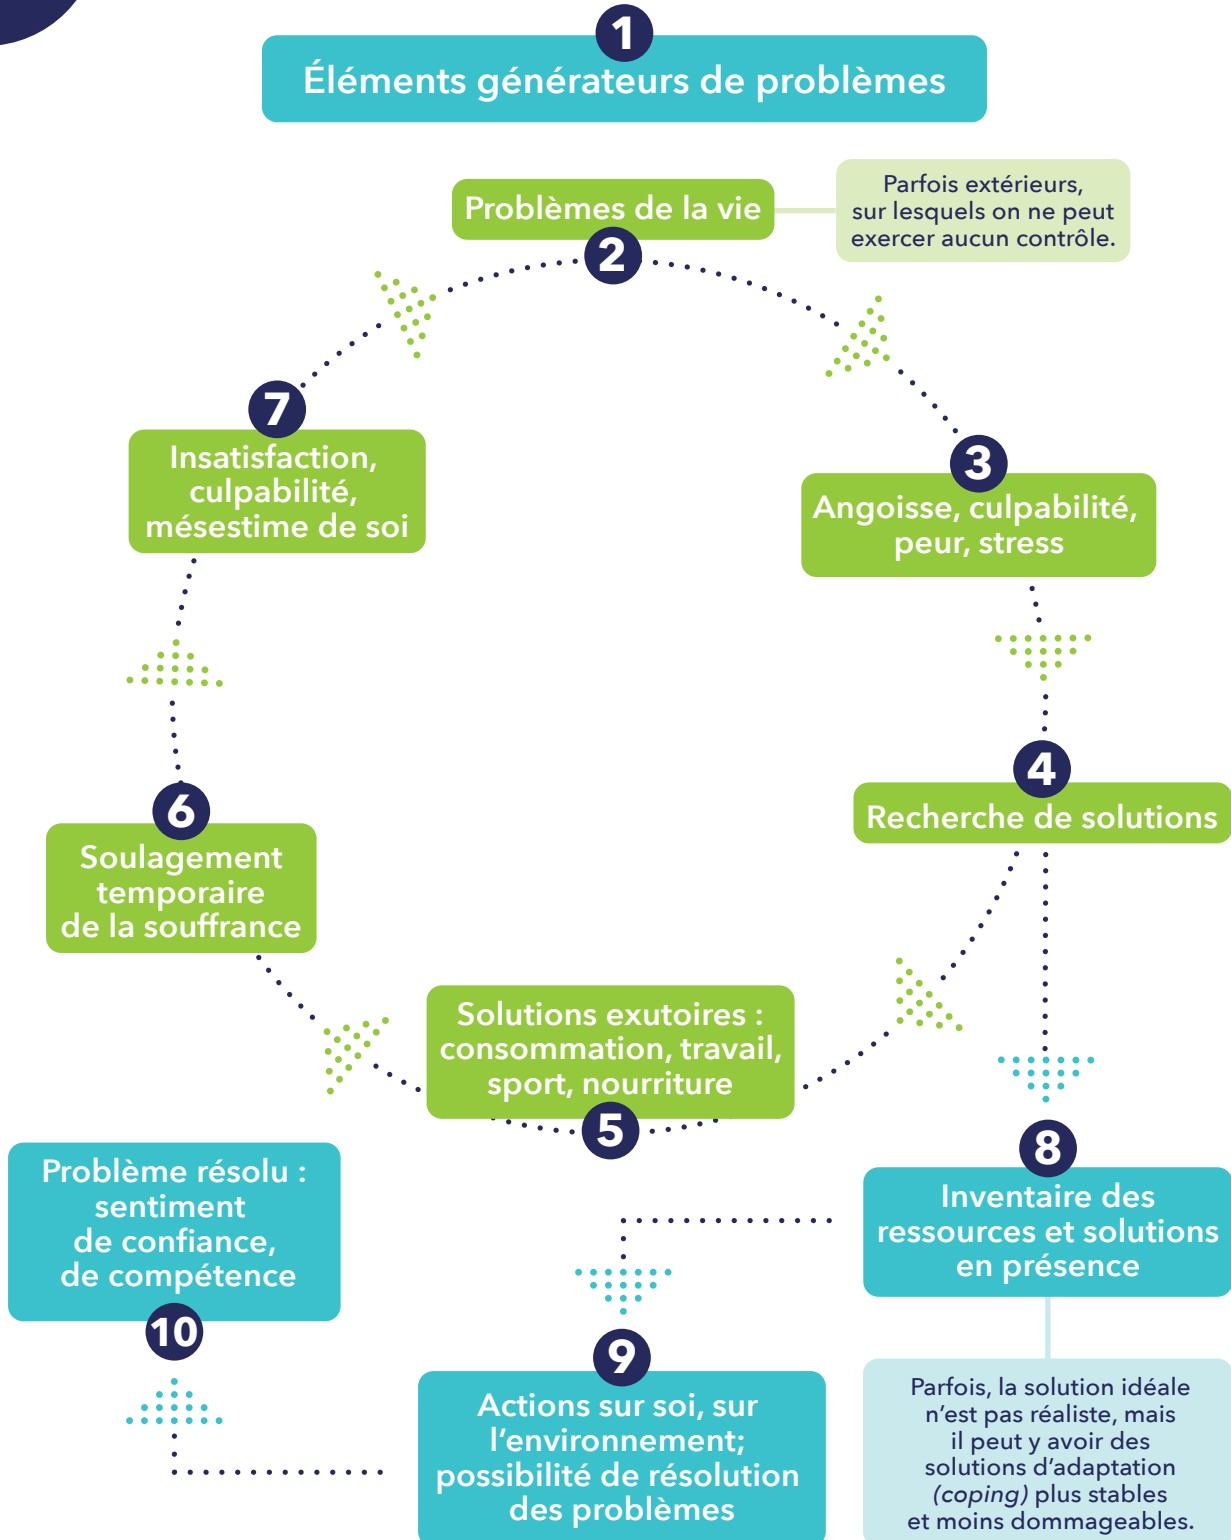 1
Éléments générateurs de problèmes
Problèmes de la vie
2
Parfois extérieurs,
sur lesquels on ne peut
exercer aucun contrôle.
3
Angoisse, culpabilité,
peur, stress
4
Recherche de solutions
Solutions exutoires :
consommation, travail,
sport, nourriture
5
6
Soulagement
temporaire
de la souffrance
7
Insatisfaction,
culpabilité,
mésestime de soi
8
Inventaire des
ressources et solutions
en présence
Parfois, la solution idéale
n'est pas réaliste, mais
il peut y avoir des
solutions d'adaptation
(coping) plus stables
et moins dommageables.
9
Actions sur soi, sur
l'environnement;
possibilité de résolution
des problèmes
Problème résolu :
sentiment
de confiance,
de compétence
10